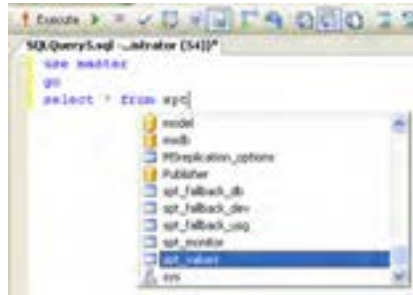 Execute
SQLQuery5.sql -...istrator (54))*
use master
go
select * from spt
model
msdb
MSreplication_options
Publisher
spt_fallback_db
spt_fallback_dev
spt_fallback_usg
spt_monitor
spt_values
sys